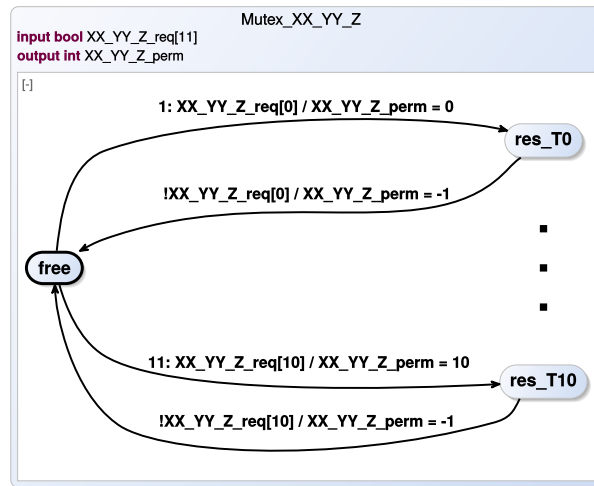 Mutex_XX_YY_Z
input bool XX_YY_Z_req[11]
output int XX_YY_Z_perm
[-]
1: XX_YY_Z_req[0] / XX_YY_Z_perm = 0
res_T0
!XX_YY_Z_req[0] / XX_YY_Z_perm = -1
free
11: XX_YY_Z_req[10] / XX_YY_Z_perm = 10
res_T10
!XX_YY_Z_req[10] / XX_YY_Z_perm = -1